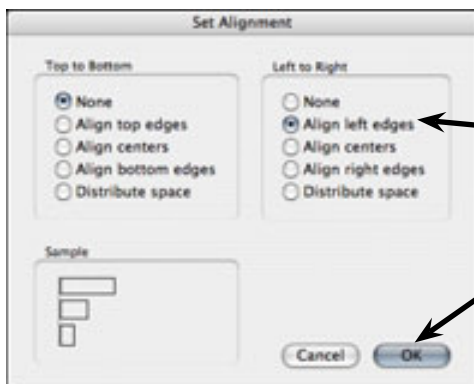 Set Alignment
Top to Bottom
None
Align top edges
Align centers
Align bottom edges
Distribute space
Left to Right
None
Align left edges
Align centers
Align right edges
Distribute space
Sample
Cancel
OK